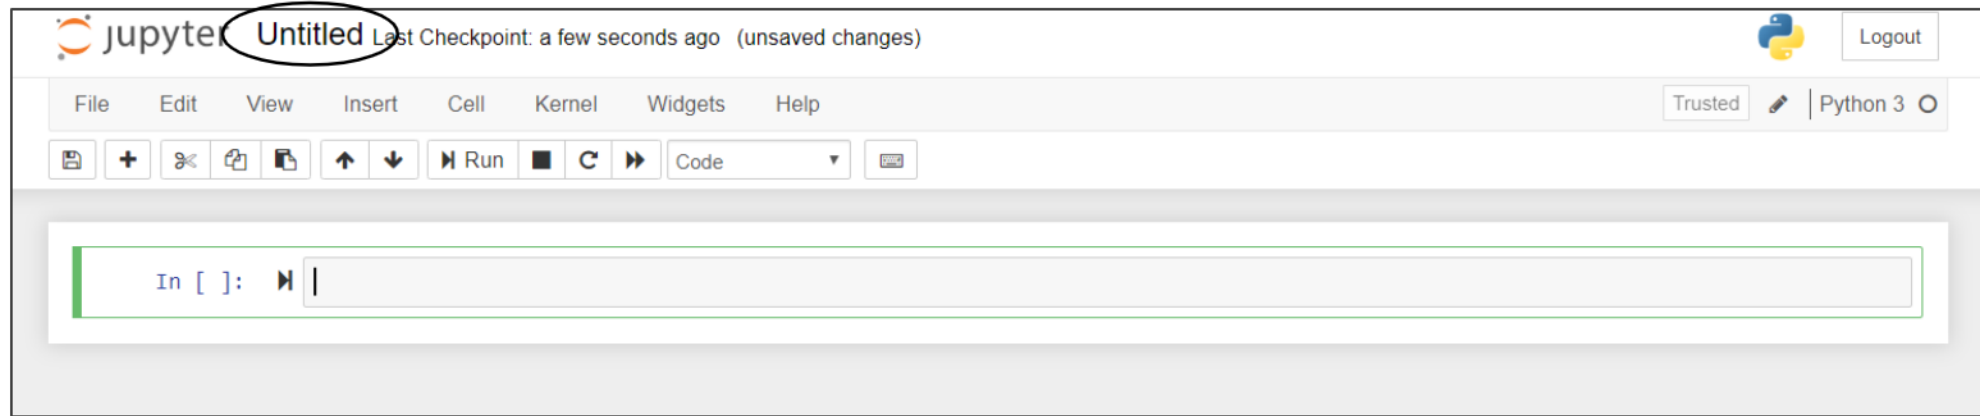 jupyter Untitled Last Checkpoint: a few seconds ago (unsaved changes) Logout
File Edit View Insert Cell Kernel Widgets Help Trusted Python 3
Run Code
In [ ]: